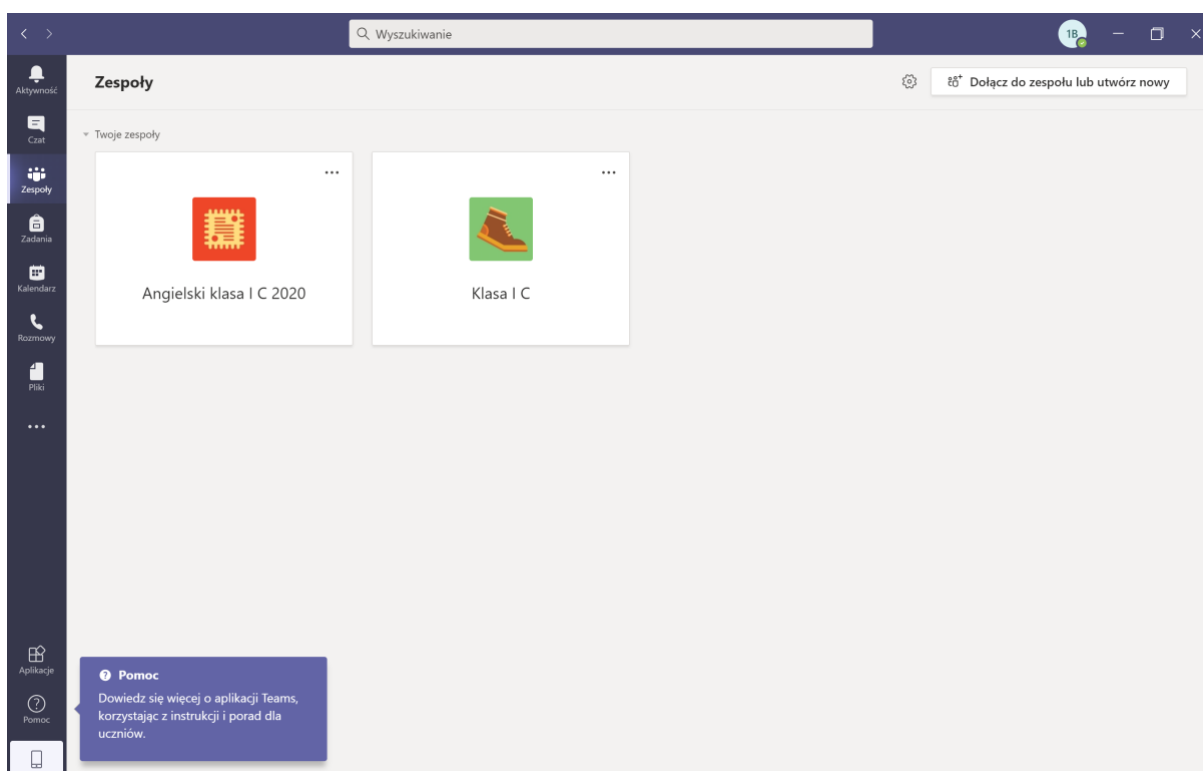 Wyszukiwanie
1B
Aktywność
Czat
Zespoły
Zadania
Kalendarz
Rozmowy
Pliki
Aplikacje
Pomoc
Zespoły
Dołącz do zespołu lub utwórz nowy
Twoje zespoły
Angielski klasa I C 2020
Klasa I C
Pomoc
Dowiedz się więcej o aplikacji Teams,
korzystając z instrukcji i porad dla
uczniów.